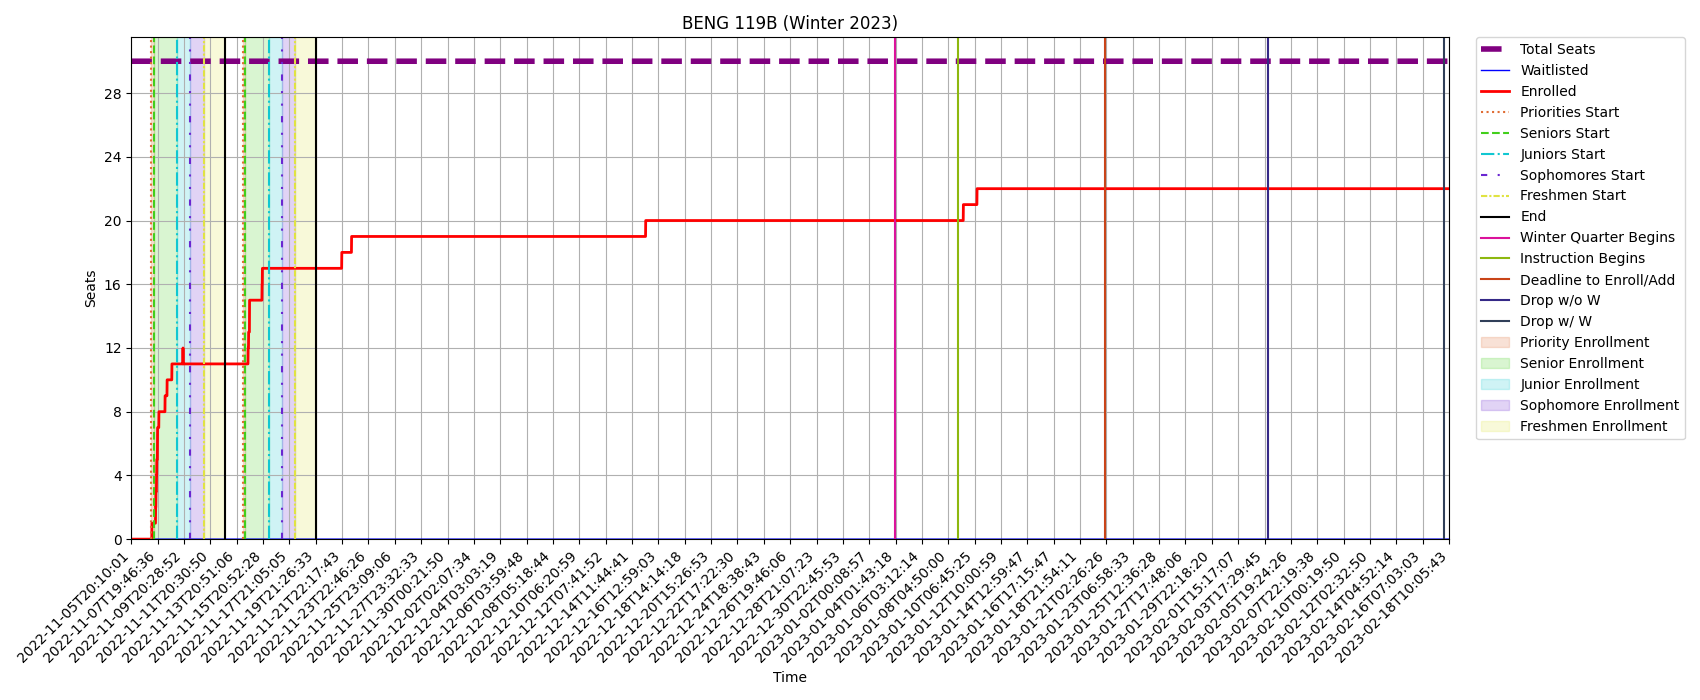 BENG 119B (Winter 2023)
Seats
28
24
20
16
12
8
4
0
2022-11-05T20:10:01
2022-11-07T19:46:36
2022-11-09T20:28:52
2022-11-11T20:30:50
2022-11-13T20:51:06
2022-11-15T20:52:28
2022-11-17T21:05:05
2022-11-19T21:26:33
2022-11-21T22:17:43
2022-11-23T22:46:26
2022-11-25T23:09:06
2022-11-27T23:32:33
2022-11-30T00:21:50
2022-12-02T02:07:34
2022-12-04T03:03:19
2022-12-06T03:59:48
2022-12-08T05:18:44
2022-12-10T06:20:59
2022-12-12T07:41:52
2022-12-14T11:44:41
2022-12-16T12:59:03
2022-12-18T14:14:18
2022-12-20T15:26:53
2022-12-22T17:22:30
2022-12-24T18:38:43
2022-12-26T19:46:06
2022-12-28T21:07:23
2022-12-30T22:45:53
2023-01-02T00:08:57
2023-01-04T01:43:18
2023-01-06T03:12:14
2023-01-08T04:50:00
2023-01-10T06:45:25
2023-01-12T10:00:59
2023-01-14T12:59:47
2023-01-16T17:15:47
2023-01-18T21:54:11
2023-01-21T02:26:26
2023-01-23T06:58:33
2023-01-25T12:36:28
2023-01-27T17:48:06
2023-01-29T22:18:20
2023-02-01T15:17:07
2023-02-03T17:29:45
2023-02-05T19:24:26
2023-02-07T22:19:38
2023-02-10T00:19:50
2023-02-12T02:32:50
2023-02-14T04:52:14
2023-02-16T07:03:03
2023-02-18T10:05:43
Time
Total Seats
Waitlisted
Enrolled
Priorities Start
Seniors Start
Juniors Start
Sophomores Start
Freshmen Start
End
Winter Quarter Begins
Instruction Begins
Deadline to Enroll/Add
Drop w/o W
Drop w/ W
Priority Enrollment
Senior Enrollment
Junior Enrollment
Sophomore Enrollment
Freshmen Enrollment